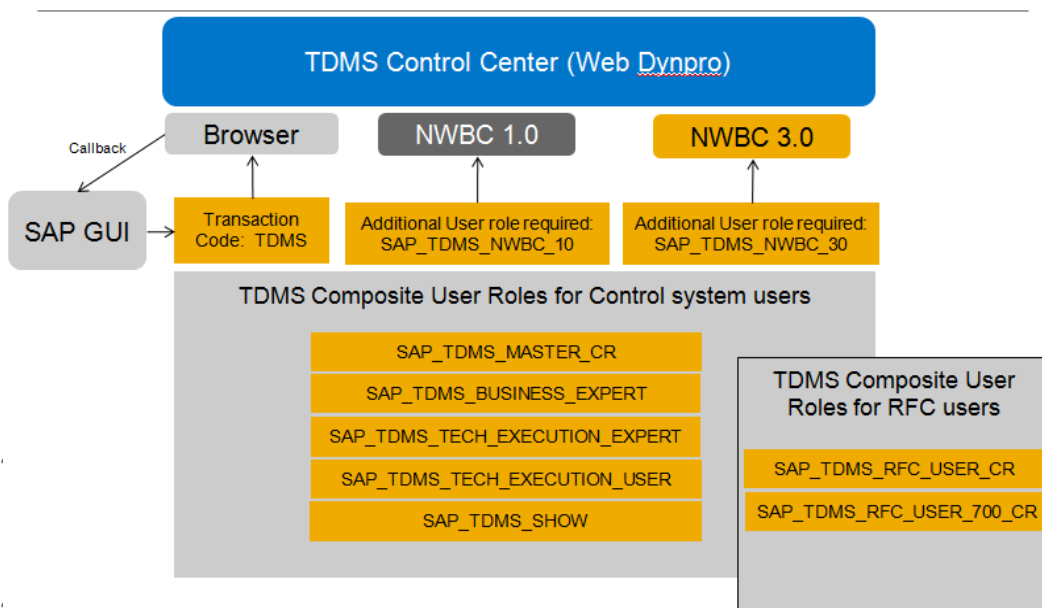 TDMS Control Center (Web Dynpro)
Browser
NWBC 1.0
NWBC 3.0
Callback
SAP GUI
Transaction
Code: TDMS
Additional User role required:
SAP_TDMS_NWBC_10
Additional User role required:
SAP_TDMS_NWBC_30
TDMS Composite User Roles for Control system users
SAP_TDMS_MASTER_CR
SAP_TDMS_BUSINESS_EXPERT
SAP_TDMS_TECH_EXECUTION_EXPERT
SAP_TDMS_TECH_EXECUTION_USER
SAP_TDMS_SHOW
TDMS Composite User
Roles for RFC users
SAP_TDMS_RFC_USER_CR
SAP_TDMS_RFC_USER_700_CR